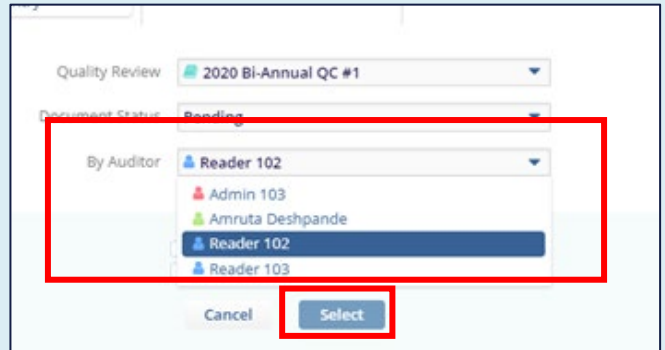 Quality Review 2020 Bi-Annual QC #1
Document Status Pending
By Auditor Reader 102
Admin 103
Amruta Deshpande
Reader 102
Reader 103
Cancel Select